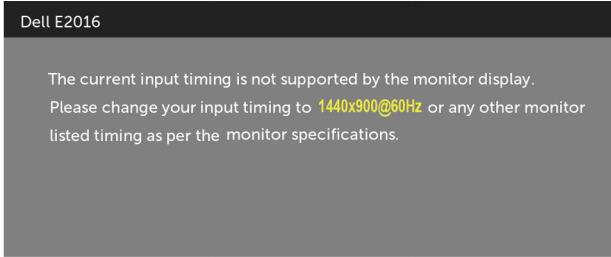 Dell E2016
The current input timing is not supported by the monitor display.
Please change your input timing to 1440x900@60Hz or any other monitor
listed timing as per the monitor specifications.